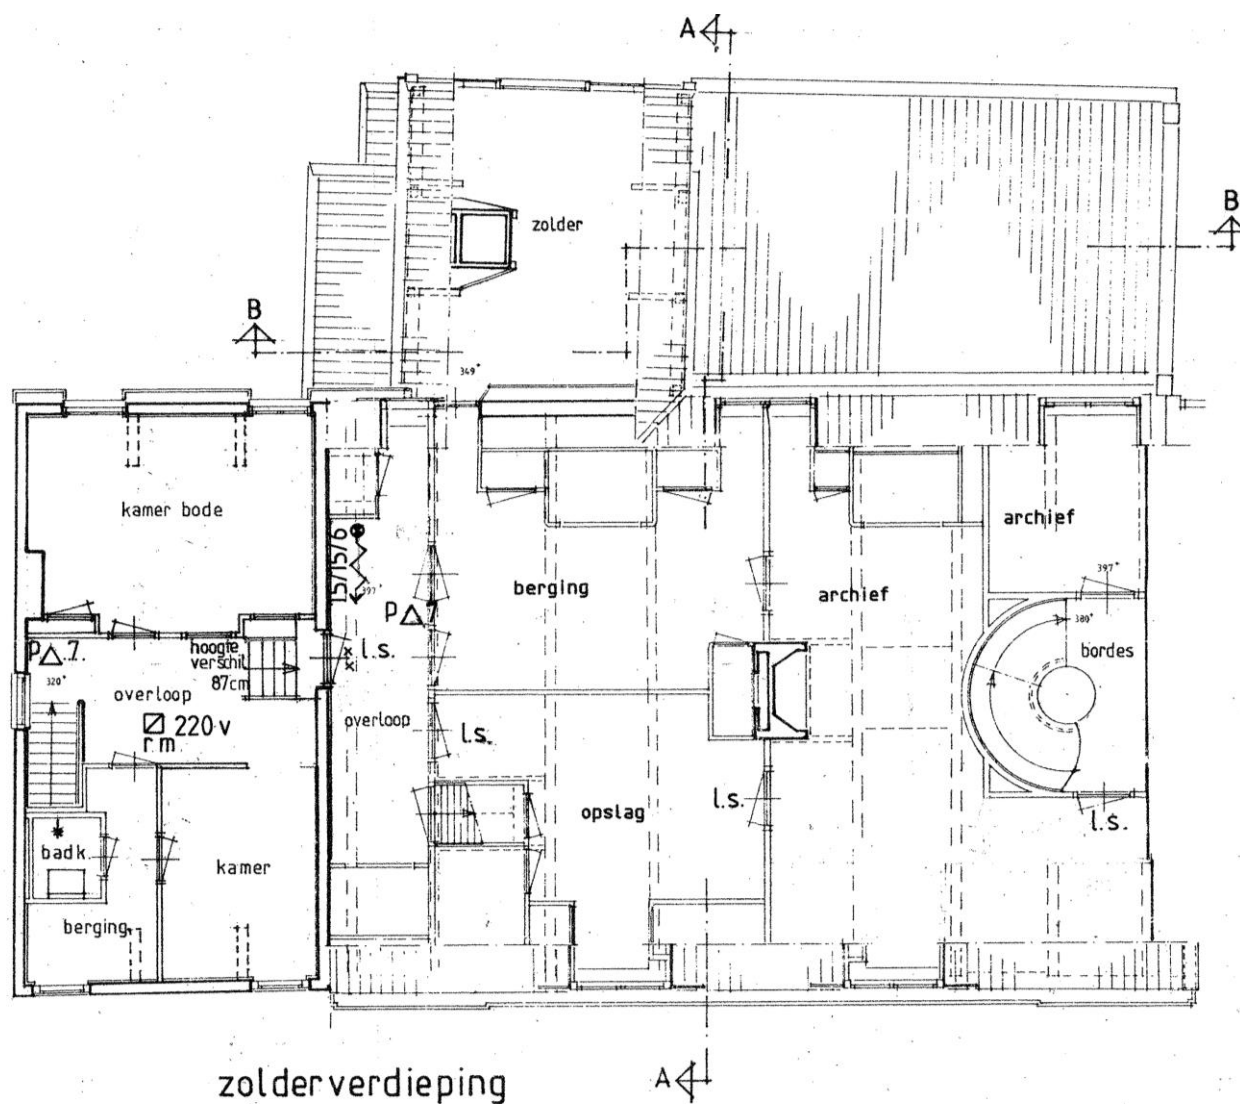 A
zolder
B
B
349+
kamer bode
15/15/6
397
archief
berging
397+
archief
P
P 7.
hoogte
verschil
87cm
l.s.
380+
bordes
320+
overloop
220 v
r m
overloop
l.s.
l.s.
opslag
l.s.
badk.
kamer
berging
zolderverdieping
A